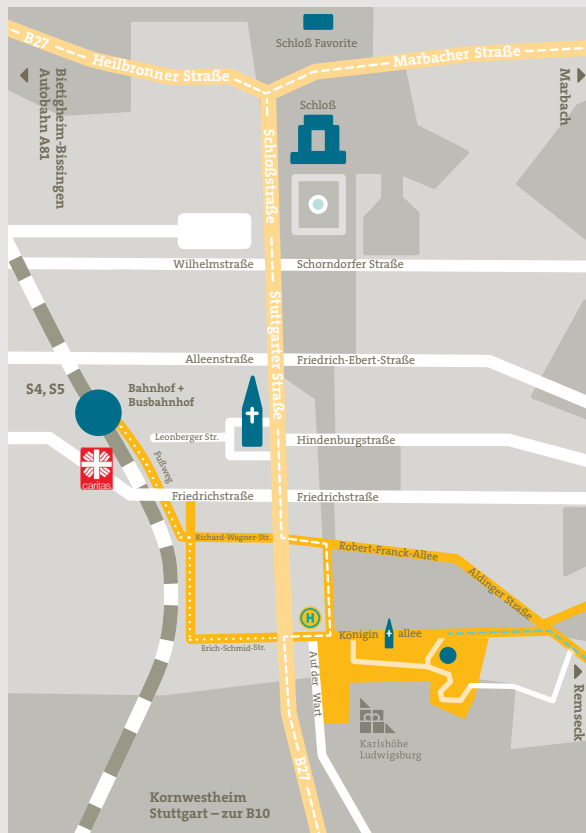 Schloß Favorite
B27
Heilbronner Straße
Marbacher Straße
Bietigheim-Bissingen
Autobahn A81
Marbach
Schloß
Schloßstraße
Wilhelmstraße
Schorndorfer Straße
Stuttgarter Straße
Alleenstraße
Friedrich-Ebert-Straße
S4, S5
Bahnhof +
Busbahnhof
Leonberger Str.
Hindenburgstraße
caritas
Fußweg
Friedrichstraße
Friedrichstraße
Richard-Wagner-Str.
Robert-Franck-Allee
Aldinger Straße
H
Königin allee
Erich-Schmid-Str.
Auf der Wart
Remseck
Karlshöhe
Ludwigsburg
B27
Kornwestheim
Stuttgart – zur B10